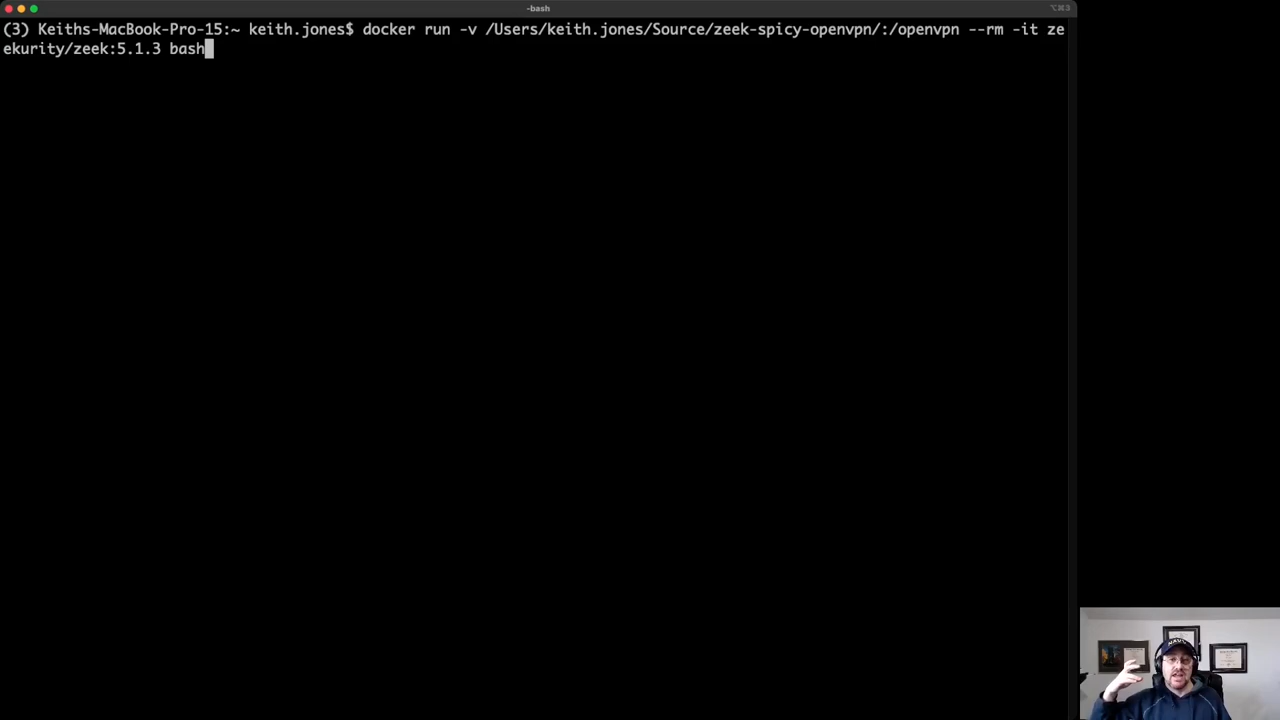 -bash
⌥⌘3
(3) Keiths-MacBook-Pro-15:~ keith.jones$ docker run -v /Users/keith.jones/Source/zeek-spicy-openvpn/:/openvpn --rm -it ze
ekurity/zeek:5.1.3 bash